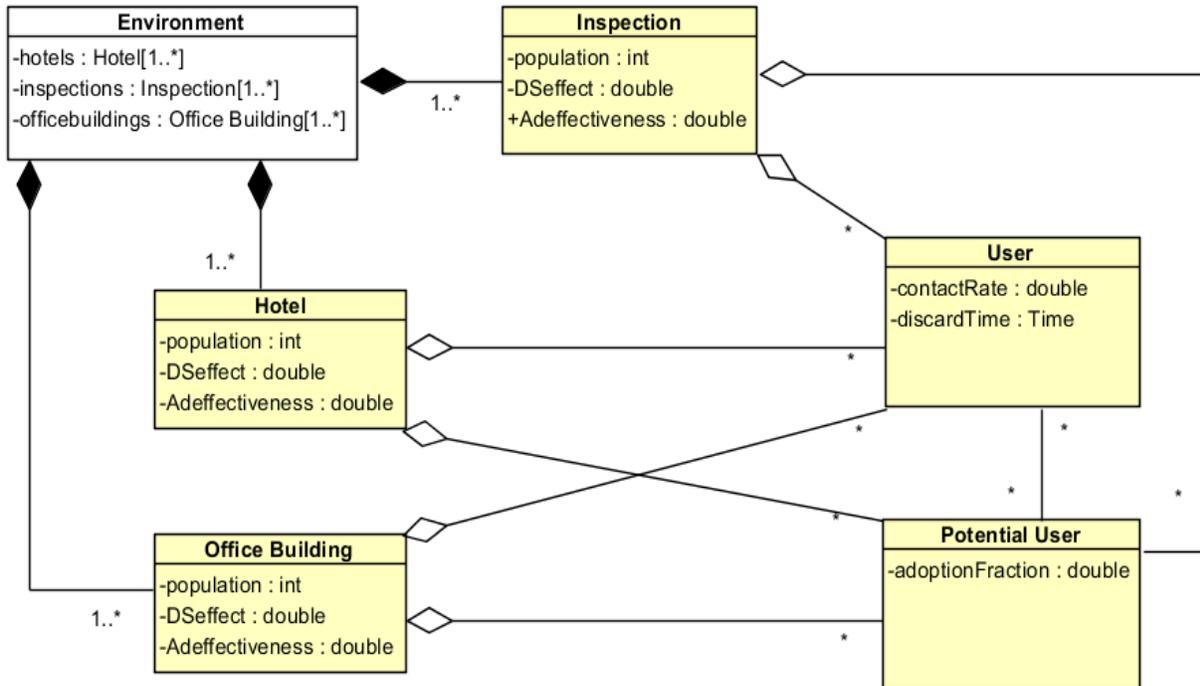 Environment
-hotels : Hotel[1..*]
-inspections : Inspection[1..*]
-officebuildings : Office Building[1..*]
1..*
Inspection
-population : int
-DSeffect : double
+Adeffectiveness : double
*
User
-contactRate : double
-discardTime : Time
1..*
Hotel
-population : int
-DSeffect : double
-Adeffectiveness : double
*
*
*
*
*
*
Office Building
-population : int
-DSeffect : double
-Adeffectiveness : double
1..*
Potential User
-adoptionFraction : double
*